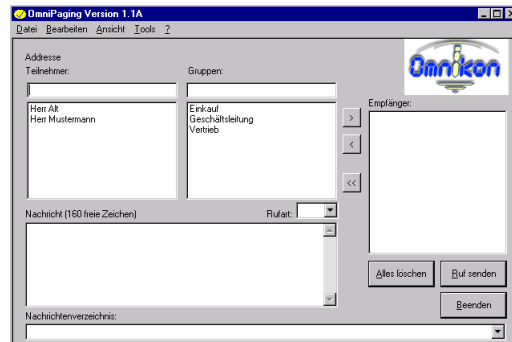 OmniPaging Version 1.1A
Datei Bearbeiten Ansicht Tools ?
Addresse
Teilnehmer:
Gruppen:
Omnikon
Empfänger:
Herr Alt
Herr Mustermann
Einkauf
Geschäftsleitung
Vertrieb
>
<
<<
Nachricht (160 freie Zeichen)
Rufart:
Alles löschen
Ruf senden
Beenden
Nachrichtenverzeichnis: